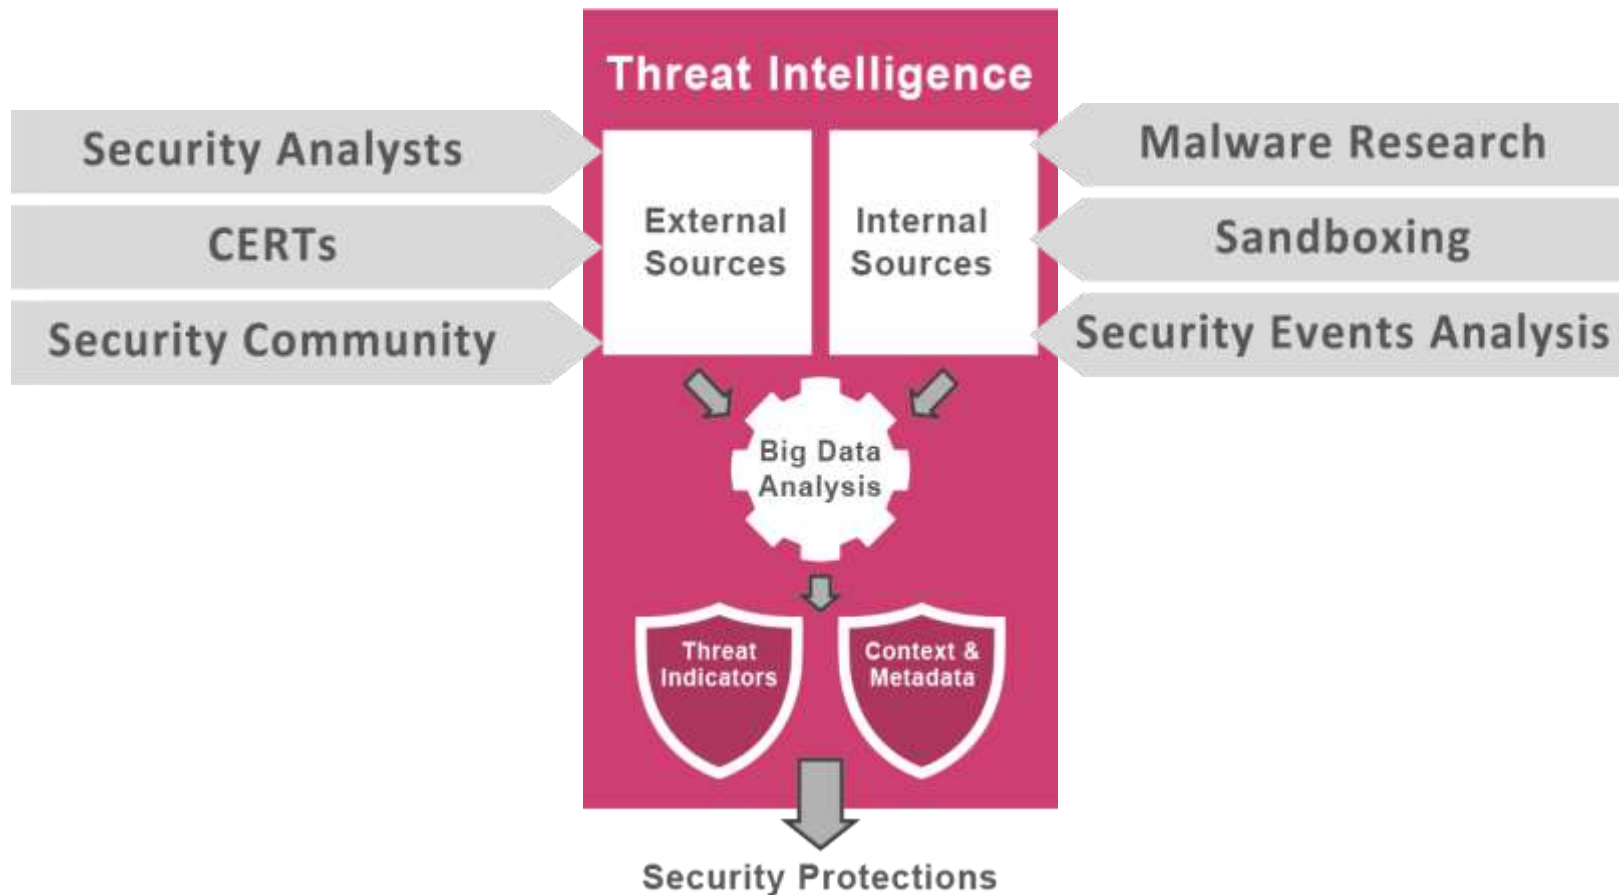 Threat Intelligence
Security Analysts
CERTs
Security Community
External
Sources
Internal
Sources
Malware Research
Sandboxing
Security Events Analysis
Big Data
Analysis
Threat
Indicators
Context &
Metadata
Security Protections